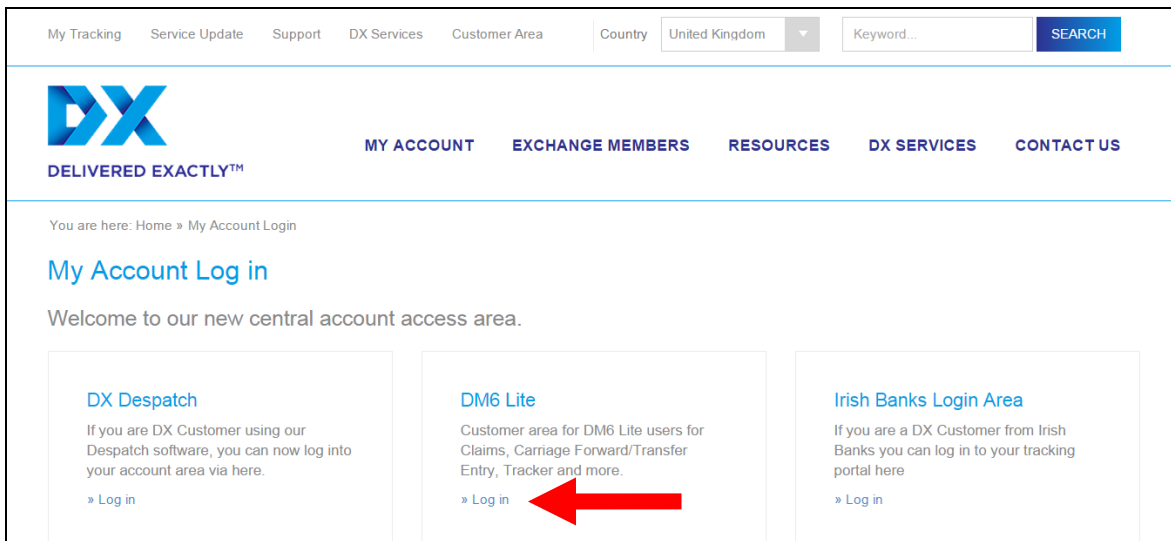 My Tracking Service Update Support DX Services Customer Area Country United Kingdom Keyword... SEARCH
DX
DELIVERED EXACTLY™
MY ACCOUNT EXCHANGE MEMBERS RESOURCES DX SERVICES CONTACT US
You are here: Home » My Account Login
My Account Log in
Welcome to our new central account access area.
DX Despatch
If you are DX Customer using our
Despatch software, you can now log into
your account area via here.
» Log in
DM6 Lite
Customer area for DM6 Lite users for
Claims, Carriage Forward/Transfer
Entry, Tracker and more.
» Log in
Irish Banks Login Area
If you are a DX Customer from Irish
Banks you can log in to your tracking
portal here
» Log in